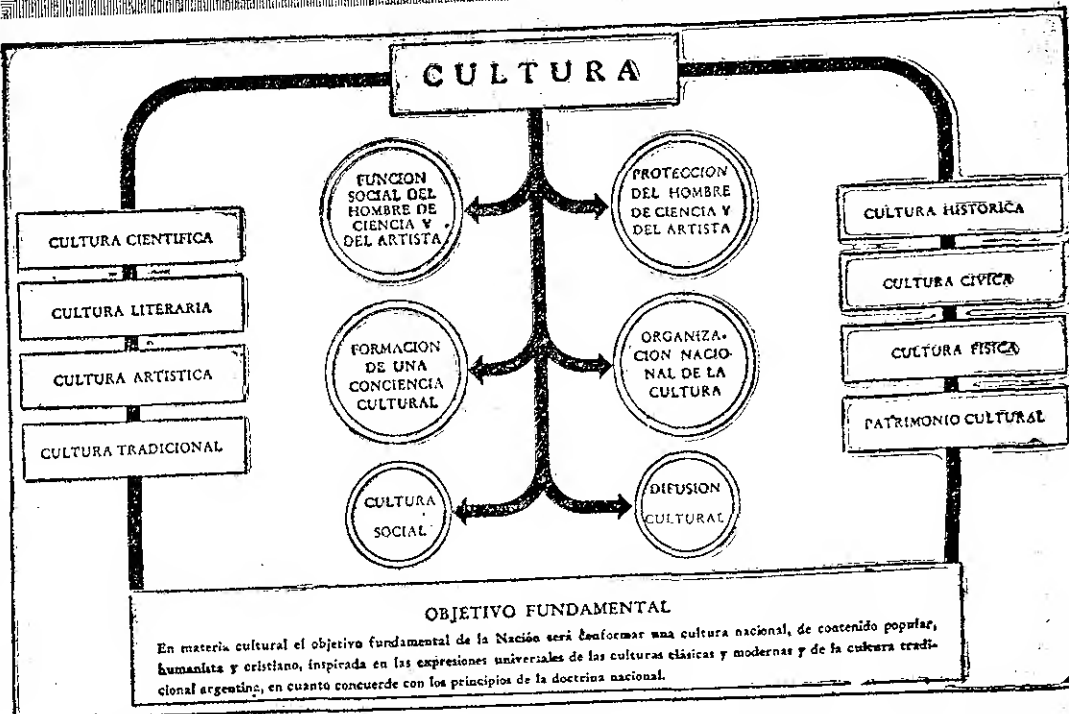 CULTURA
FUNCION
SOCIAL DEL
HOMBRE DE
CIENCIA Y
DEL ARTISTA
PROTECCION
DEL HOMBRE
DE CIENCIA Y
DEL ARTISTA
CULTURA CIENTIFICA
CULTURA LITERARIA
CULTURA ARTISTICA
CULTURA TRADICIONAL
FORMACION
DE UNA
CONCIENCIA
CULTURAL
ORGANIZA-
CION NACIO-
NAL DE LA
CULTURA
CULTURA
SOCIAL
DIFUSION
CULTURAL
CULTURA HISTORICA
CULTURA CIVICA
CULTURA FISICA
PATRIMONIO CULTURAL
OBJETIVO FUNDAMENTAL
En materia cultural el objetivo fundamental de la Nación será conformar una cultura nacional, de contenido popular,
humanista y cristiano, inspirada en las expresiones universales de las culturas clásicas y modernas y de la cultura tradi-
cional argentina, en cuanto concuerde con los principios de la doctrina nacional.